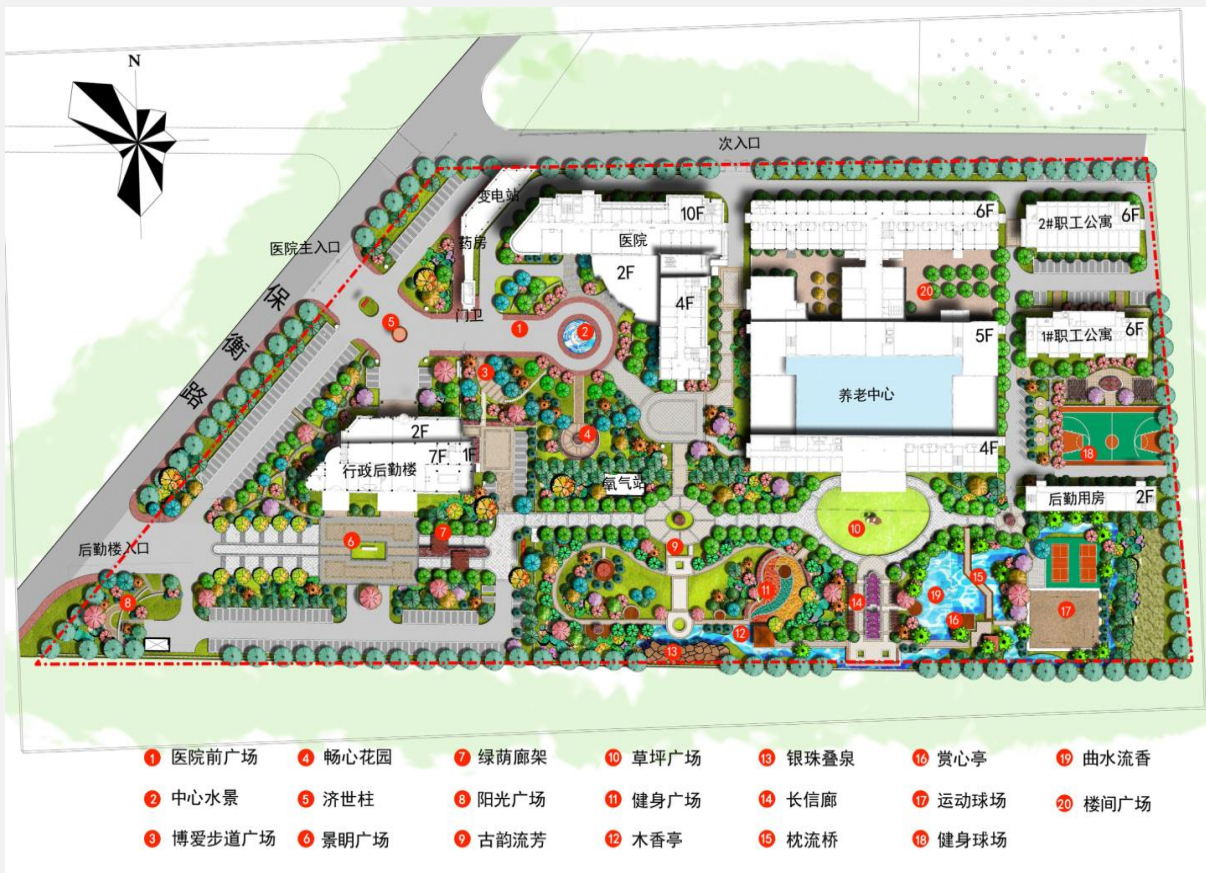 N
次入口
变电站
10F
6F
6F
2#职工公寓
医院主入口
药房
医院
2F
保衡路
4F
20
5
门卫
1
2
5F
1#职工公寓
6F
3
养老中心
2F
7F
1F
4
4F
18
行政后勤楼
氧气站
后勤用房
2F
10
后勤楼入口
6
7
9
15
8
11
14
19
17
16
12
13
1 医院前广场
4 畅心花园
7 绿荫廊架
10 草坪广场
13 银珠叠泉
16 赏心亭
19 曲水流香
2 中心水景
5 济世柱
8 阳光广场
11 健身广场
14 长信廊
17 运动球场
20 楼间广场
3 博爱步道广场
6 景明广场
9 古韵流芳
12 木香亭
15 枕流桥
18 健身球场